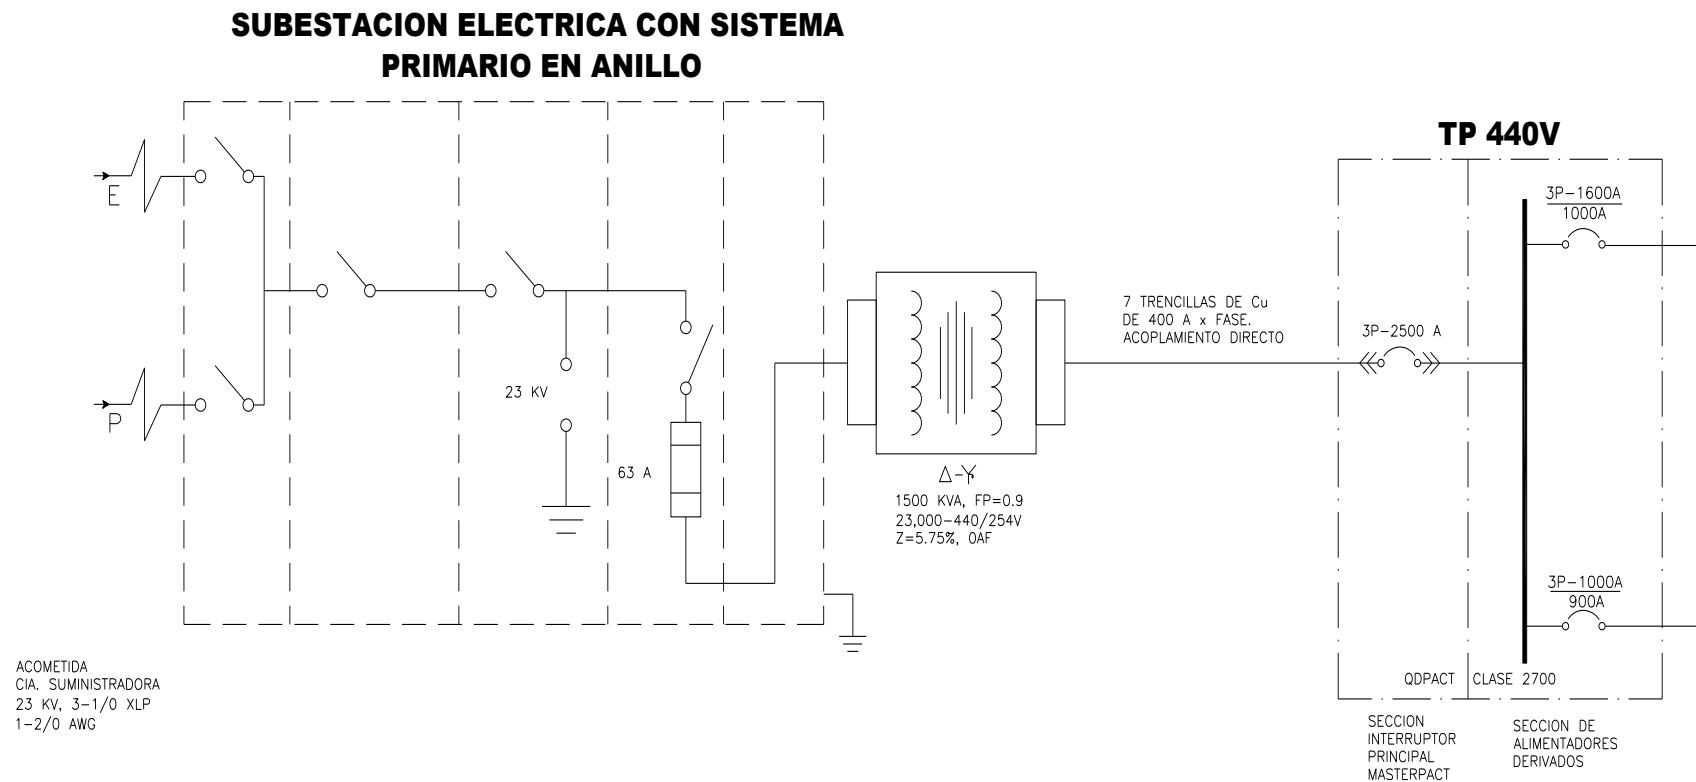 SUBESTACION ELECTRICA CON SISTEMA
PRIMARIO EN ANILLO
E
P
23 KV
63 A
Δ-Y
1500 KVA, FP=0.9
23,000-440/254V
Z=5.75%, OAF
7 TRENCILLAS DE Cu
DE 400 A x FASE.
ACOPLAMIENTO DIRECTO
TP 440V
3P-2500 A
3P-1600A
1000A
3P-1000A
900A
QDPACT CLASE 2700
SECCION
INTERRUPTOR
PRINCIPAL
MASTERPACT
SECCION DE
ALIMENTADORES
DERIVADOS
ACOMETIDA
CIA. SUMINISTRADORA
23 KV, 3-1/0 XLP
1-2/0 AWG